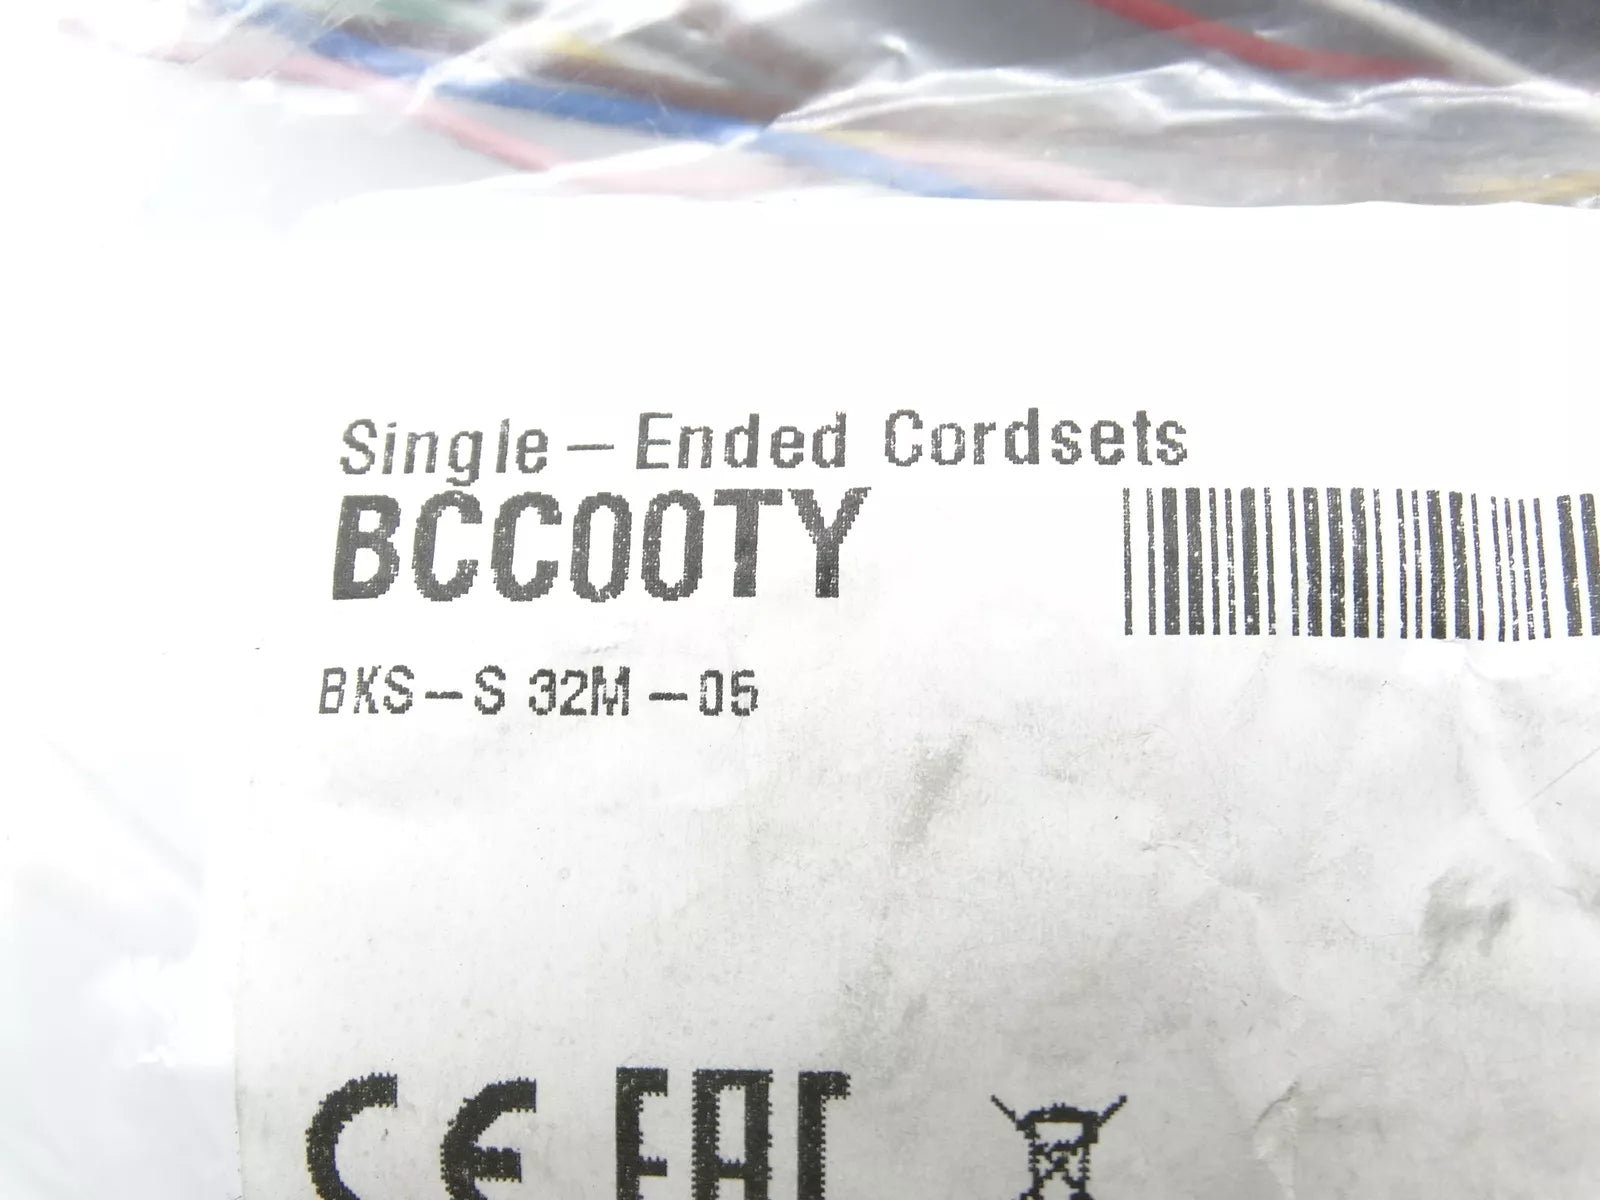 Single-Ended Cordsets
BCC00TY
BKS-S 32M-05
CE EAC